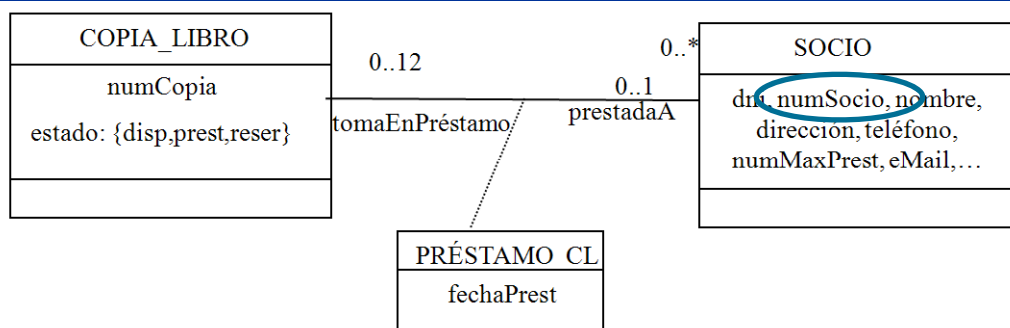 COPIA_LIBRO
numCopia
estado: {disp,prest,reser}
0..12
tomaEnPréstamo
0..*
0..1
prestadaA
SOCIO
dni, numSocio, nombre,
dirección, teléfono,
numMaxPrest, eMail,…
PRÉSTAMO_CL
fechaPrest